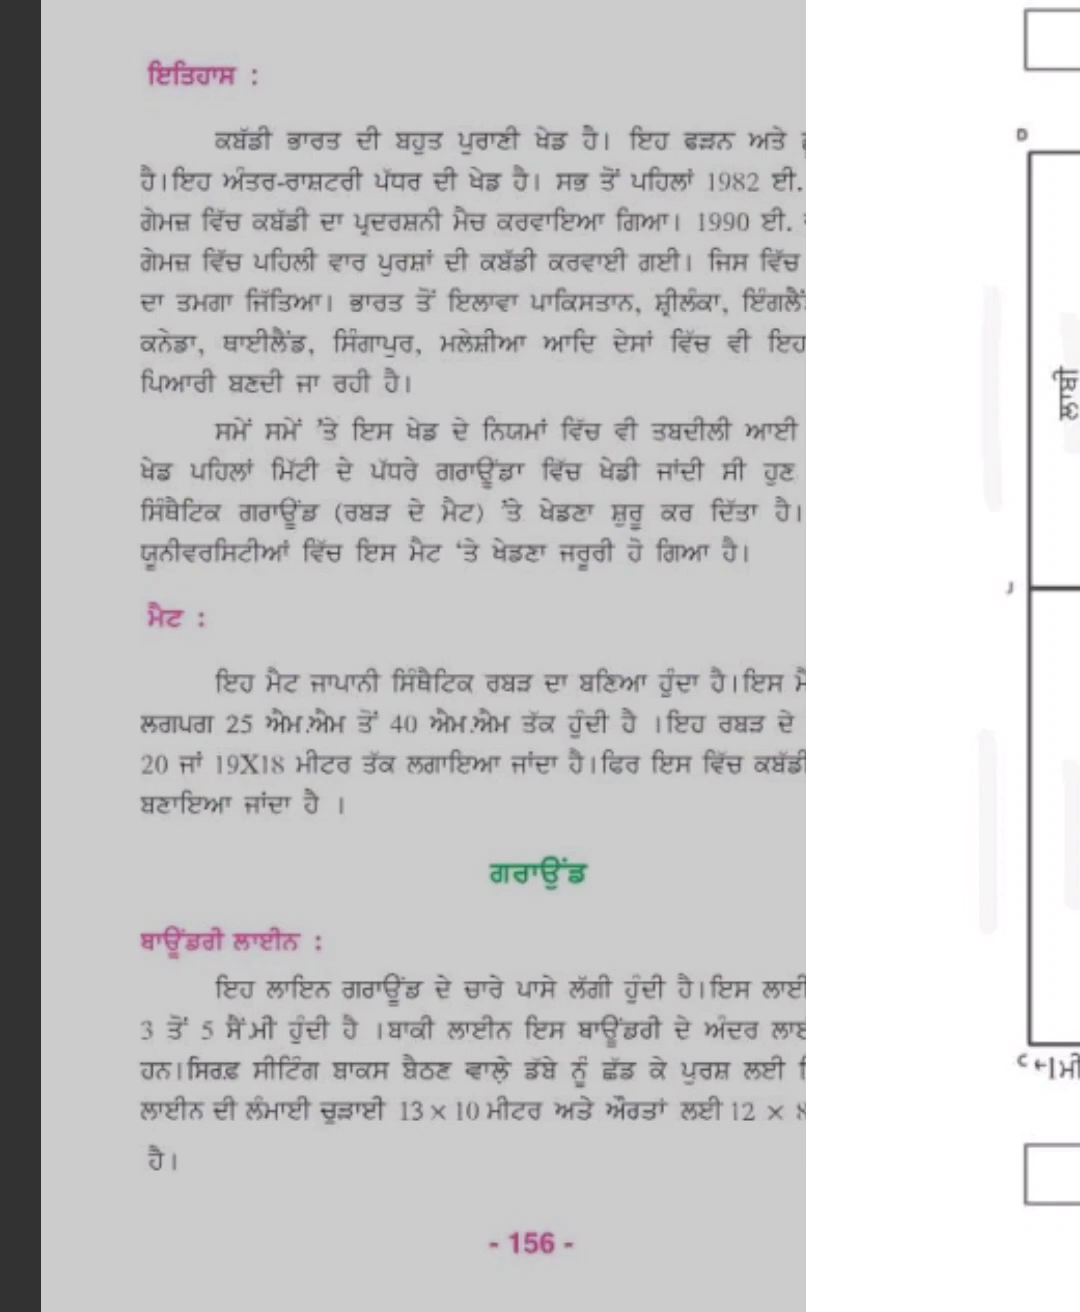 ਇਤਿਹਾਸ :
ਕਬੱਡੀ ਭਾਰਤ ਦੀ ਬਹੁਤ ਪੁਰਾਣੀ ਖੇਡ ਹੈ। ਇਹ ਫੜਨ ਅਤੇ
ਹੈ।ਇਹ ਅੰਤਰ-ਰਾਸ਼ਟਰੀ ਪੱਧਰ ਦੀ ਖੇਡ ਹੈ। ਸਭ ਤੋਂ ਪਹਿਲਾਂ 1982 ਈ.
ਗੇਮਜ਼ ਵਿੱਚ ਕਬੱਡੀ ਦਾ ਪ੍ਰਦਰਸ਼ਨੀ ਮੈਚ ਕਰਵਾਇਆ ਗਿਆ। 1990 ਈ.
ਗੇਮਜ਼ ਵਿੱਚ ਪਹਿਲੀ ਵਾਰ ਪੁਰਸ਼ਾਂ ਦੀ ਕਬੱਡੀ ਕਰਵਾਈ ਗਈ। ਜਿਸ ਵਿੱਚ
ਦਾ ਤਮਗਾ ਜਿੱਤਿਆ। ਭਾਰਤ ਤੋਂ ਇਲਾਵਾ ਪਾਕਿਸਤਾਨ, ਸ਼੍ਰੀਲੰਕਾ,
ਕਨੇਡਾ, ਥਾਈਲੈਂਡ, ਸਿੰਗਾਪੁਰ, ਮਲੇਸ਼ੀਆ ਆਦਿ ਦੇਸਾਂ ਵਿੱਚ ਵੀ ਇਹ
ਪਿਆਰੀ ਬਣਦੀ ਜਾ ਰਹੀ ਹੈ।
ਸਮੇਂ ਸਮੇਂ 'ਤੇ ਇਸ ਖੇਡ ਦੇ ਨਿਯਮਾਂ ਵਿੱਚ ਵੀ ਤਬਦੀਲੀ ਆਈ
ਖੇਡ ਪਹਿਲਾਂ ਮਿੱਟੀ ਦੇ ਪੱਧਰੇ ਗਰਾਊਂਡਾ ਵਿੱਚ ਖੇਡੀ ਜਾਂਦੀ ਸੀ ਹੁਣ
ਸਿੰਥੈਟਿਕ ਗਰਾਊਂਡ (ਰਬੜ ਦੇ ਮੈਟ) 'ਤੇ ਖੇਡਣਾ ਸ਼ੁਰੂ ਕਰ ਦਿੱਤਾ ਹੈ।
ਯੂਨੀਵਰਸਿਟੀਆਂ ਵਿੱਚ ਇਸ ਮੈਟ 'ਤੇ ਖੇਡਣਾ ਜਰੂਰੀ ਹੋ ਗਿਆ ਹੈ।
ਮੈਟ :
ਇਹ ਮੈਟ ਜਾਪਾਨੀ ਸਿੰਥੈਟਿਕ ਰਬੜ ਦਾ ਬਣਿਆ ਹੁੰਦਾ ਹੈ।ਇਸ
ਲਗਪਗ 25 ਐਮ.ਐਮ ਤੋਂ 40 ਐਮ.ਐਮ ਤੱਕ ਹੁੰਦੀ ਹੈ ।ਇਹ ਰਬੜ ਦੇ
20 ਜਾਂ 19X18 ਮੀਟਰ ਤੱਕ ਲਗਾਇਆ ਜਾਂਦਾ ਹੈ।ਫਿਰ ਇਸ ਵਿੱਚ ਕਬੱਡੀ
ਬਣਾਇਆ ਜਾਂਦਾ ਹੈ ।
ਗਰਾਊਂਡ
ਬਾਊਂਡਰੀ ਲਾਈਨ :
ਇਹ ਲਾਇਨ ਗਰਾਊਂਡ ਦੇ ਚਾਰੇ ਪਾਸੇ ਲੱਗੀ ਹੁੰਦੀ ਹੈ।ਇਸ
3 ਤੋਂ 5 ਸੈਂ.ਮੀ ਹੁੰਦੀ ਹੈ ।ਬਾਕੀ ਲਾਈਨ ਇਸ ਬਾਊਂਡਰੀ ਦੇ ਅੰਦਰ
ਹਨ।ਸਿਰਫ਼ ਸੀਟਿੰਗ ਬਾਕਸ ਬੈਠਣ ਵਾਲ਼ੇ ਡੱਬੇ ਨੂੰ ਛੱਡ ਕੇ ਪੁਰਸ਼ ਲਈ
ਲਾਈਨ ਦੀ ਲੰਮਾਈ ਚੁੜਾਈ 13 × 10 ਮੀਟਰ ਅਤੇ ਔਰਤਾਂ ਲਈ 12 ×
ਹੈ।
- 156 -
D
ਲਾਬੀ
J
C